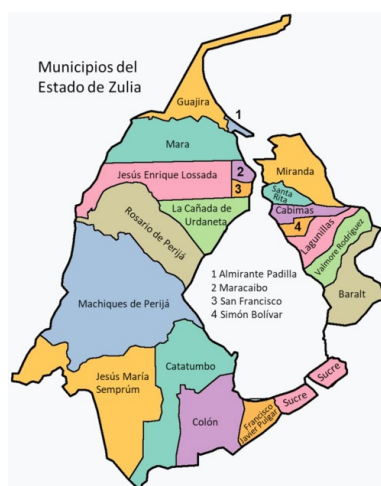 Municipios del
Estado de Zulia
Guajira
1
Mara
Jesús Enrique Lossada
2
3
Miranda
Santa
Rita
Cabimas
4
Lagunillas
Valmore Rodríguez
Baralt
La Cañada de
Urdaneta
Rosario de Perijá
1 Almirante Padilla
2 Maracaibo
3 San Francisco
4 Simón Bolívar
Machiques de Perijá
Jesús María
Semprúm
Catatumbo
Colón
Francisco
Javier Pulgar
Sucre
Sucre